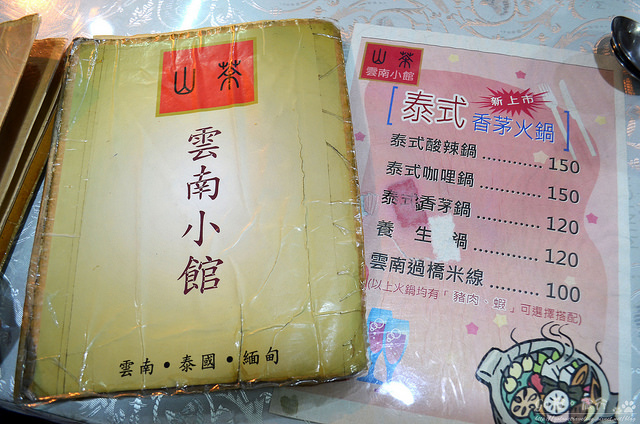 山茶
雲南小館
雲南•泰國•緬甸
山茶
雲南小館
新上市
[泰式香茅火鍋]
泰式酸辣鍋............150
泰式咖哩鍋............150
泰式香茅鍋............120
養生鍋............120
雲南過橋米線............100
(以上火鍋均有「豬肉、蝦」可選擇搭配)